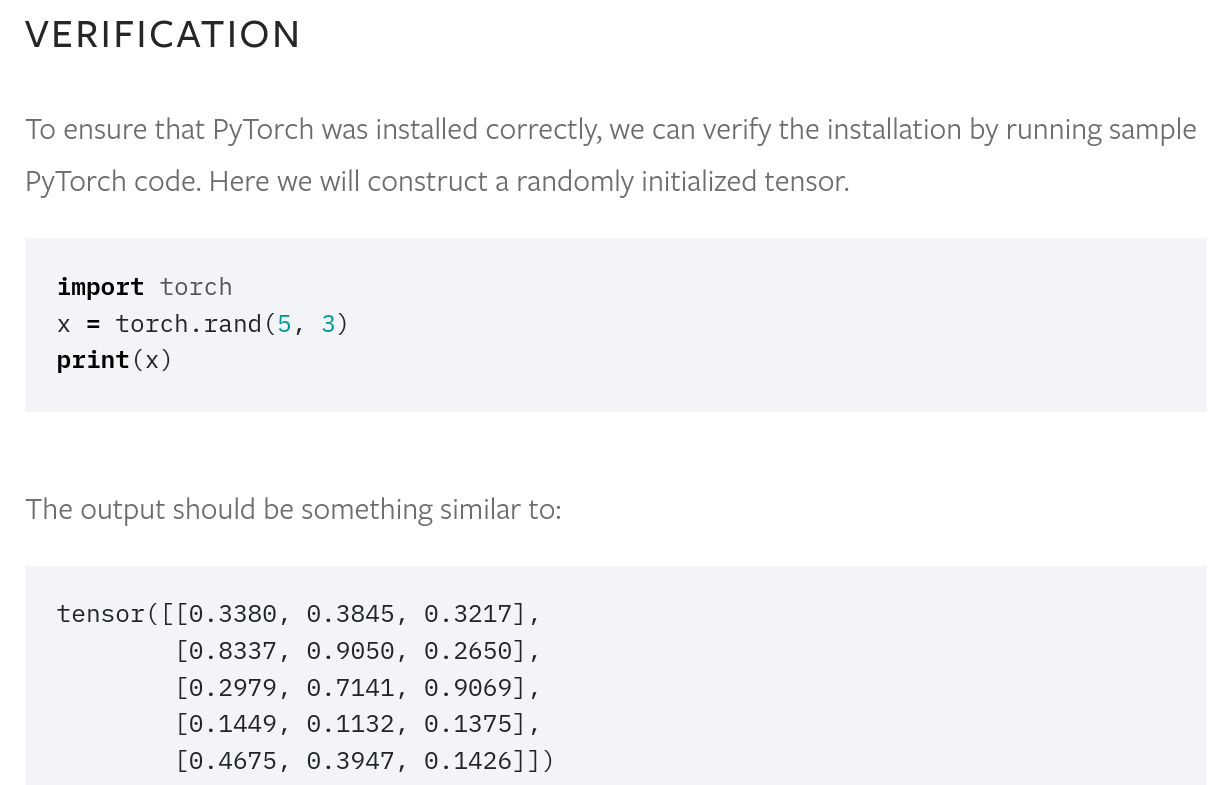 VERIFICATION
To ensure that PyTorch was installed correctly, we can verify the installation by running sample
PyTorch code. Here we will construct a randomly initialized tensor.
import torch
x = torch.rand(5, 3)
print(x)
The output should be something similar to:
tensor([[0.3380, 0.3845, 0.3217],
        [0.8337, 0.9050, 0.2650],
        [0.2979, 0.7141, 0.9069],
        [0.1449, 0.1132, 0.1375],
        [0.4675, 0.3947, 0.1426]])